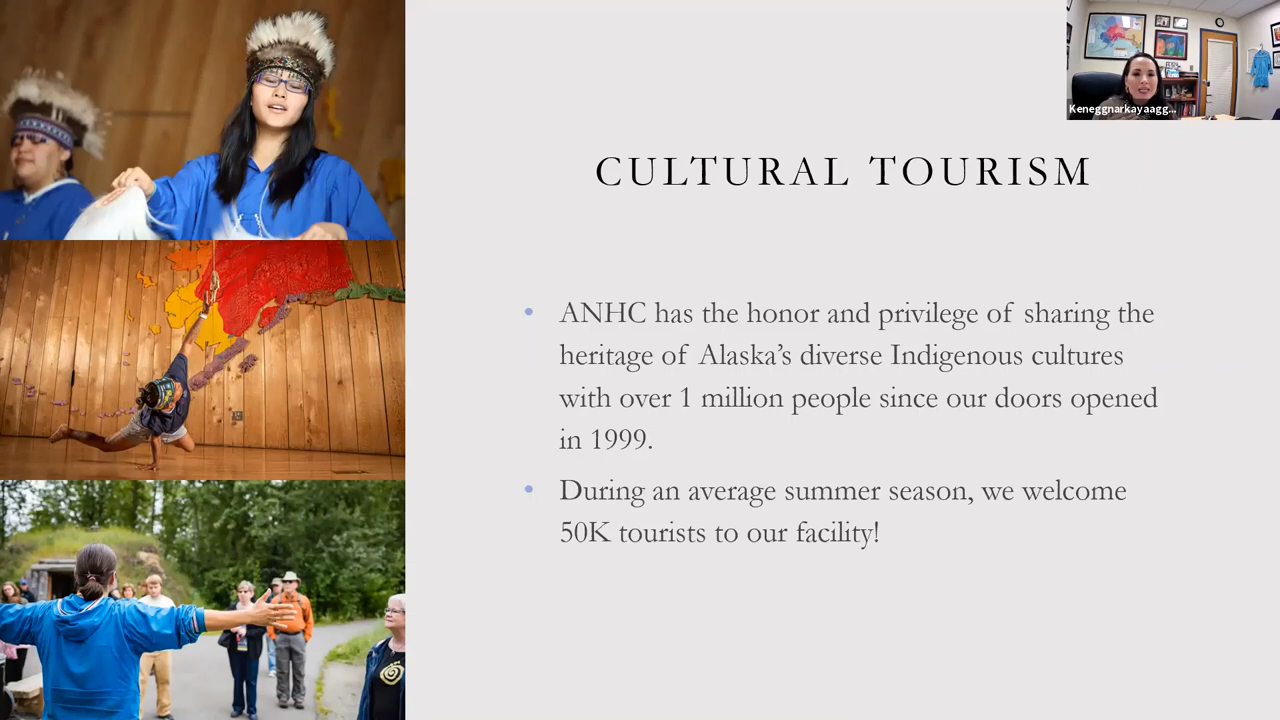 Keneggnarkayaagg...
CULTURAL TOURISM
• ANHC has the honor and privilege of sharing the
heritage of Alaska’s diverse Indigenous cultures
with over 1 million people since our doors opened
in 1999.
• During an average summer season, we welcome
50K tourists to our facility!